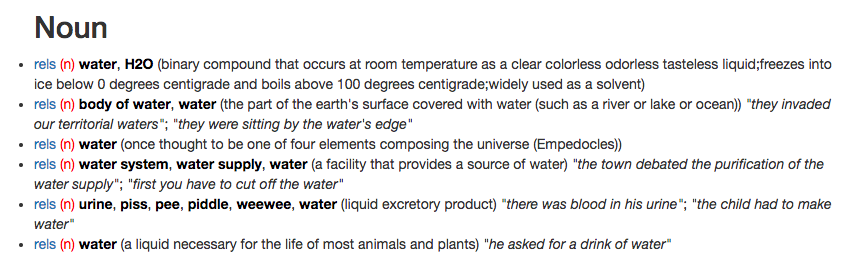 Noun
rels (n) water, H2O (binary compound that occurs at room temperature as a clear colorless odorless tasteless liquid;freezes into
ice below 0 degrees centigrade and boils above 100 degrees centigrade;widely used as a solvent)
rels (n) body of water, water (the part of the earth's surface covered with water (such as a river or lake or ocean)) "they invaded
our territorial waters"; "they were sitting by the water's edge"
rels (n) water (once thought to be one of four elements composing the universe (Empedocles))
rels (n) water system, water supply, water (a facility that provides a source of water) "the town debated the purification of the
water supply"; "first you have to cut off the water"
rels (n) urine, piss, pee, piddle, weewee, water (liquid excretory product) "there was blood in his urine"; "the child had to make
water"
rels (n) water (a liquid necessary for the life of most animals and plants) "he asked for a drink of water"